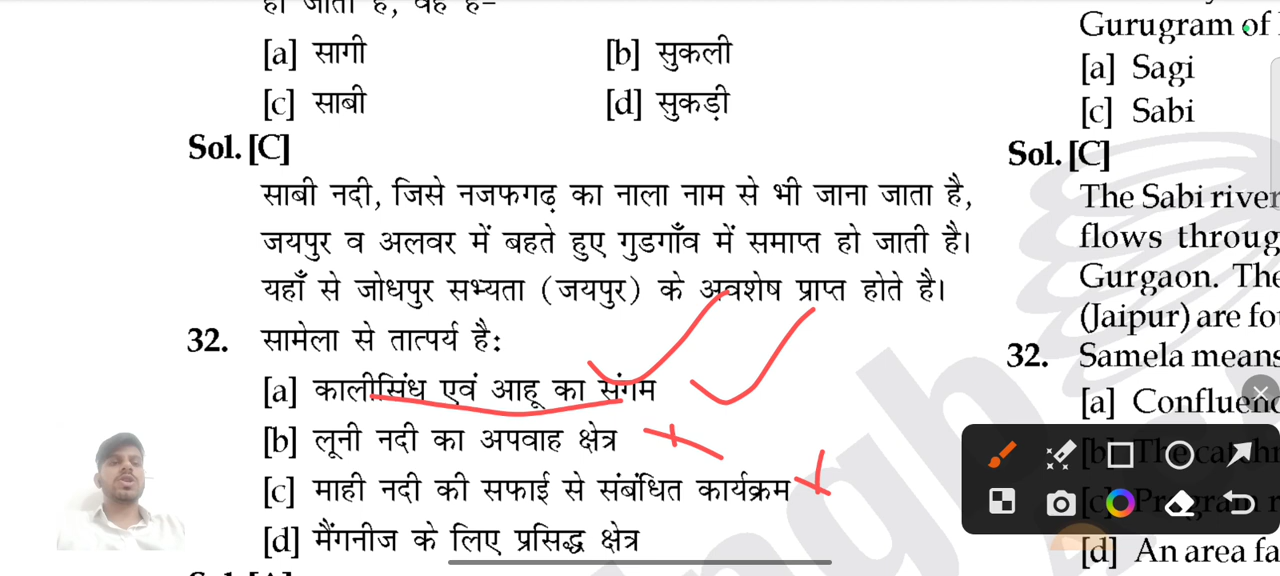 हो जाता है, वह है–
[a] सागी [b] सुकली
[c] साबी [d] सुकड़ी
Sol. [C]
साबी नदी, जिसे नजफगढ़ का नाला नाम से भी जाना जाता है,
जयपुर व अलवर में बहते हुए गुडगाँव में समाप्त हो जाती है।
यहाँ से जोधपुर सभ्यता (जयपुर) के अवशेष प्राप्त होते है।
32. सामेला से तात्पर्य है:
[a] कालीसिंध एवं आहू का संगम
[b] लूनी नदी का अपवाह क्षेत्र
[c] माही नदी की सफाई से संबंधित कार्यक्रम
[d] मैंगनीज के लिए प्रसिद्ध क्षेत्र
Gurugram of
[a] Sagi
[c] Sabi
Sol. [C]
The Sabi river
flows throug
Gurgaon. The
(Jaipur) are fo
32. Samela means
[a] Confluenc
[b] The
[c] Program
[d] An area fa